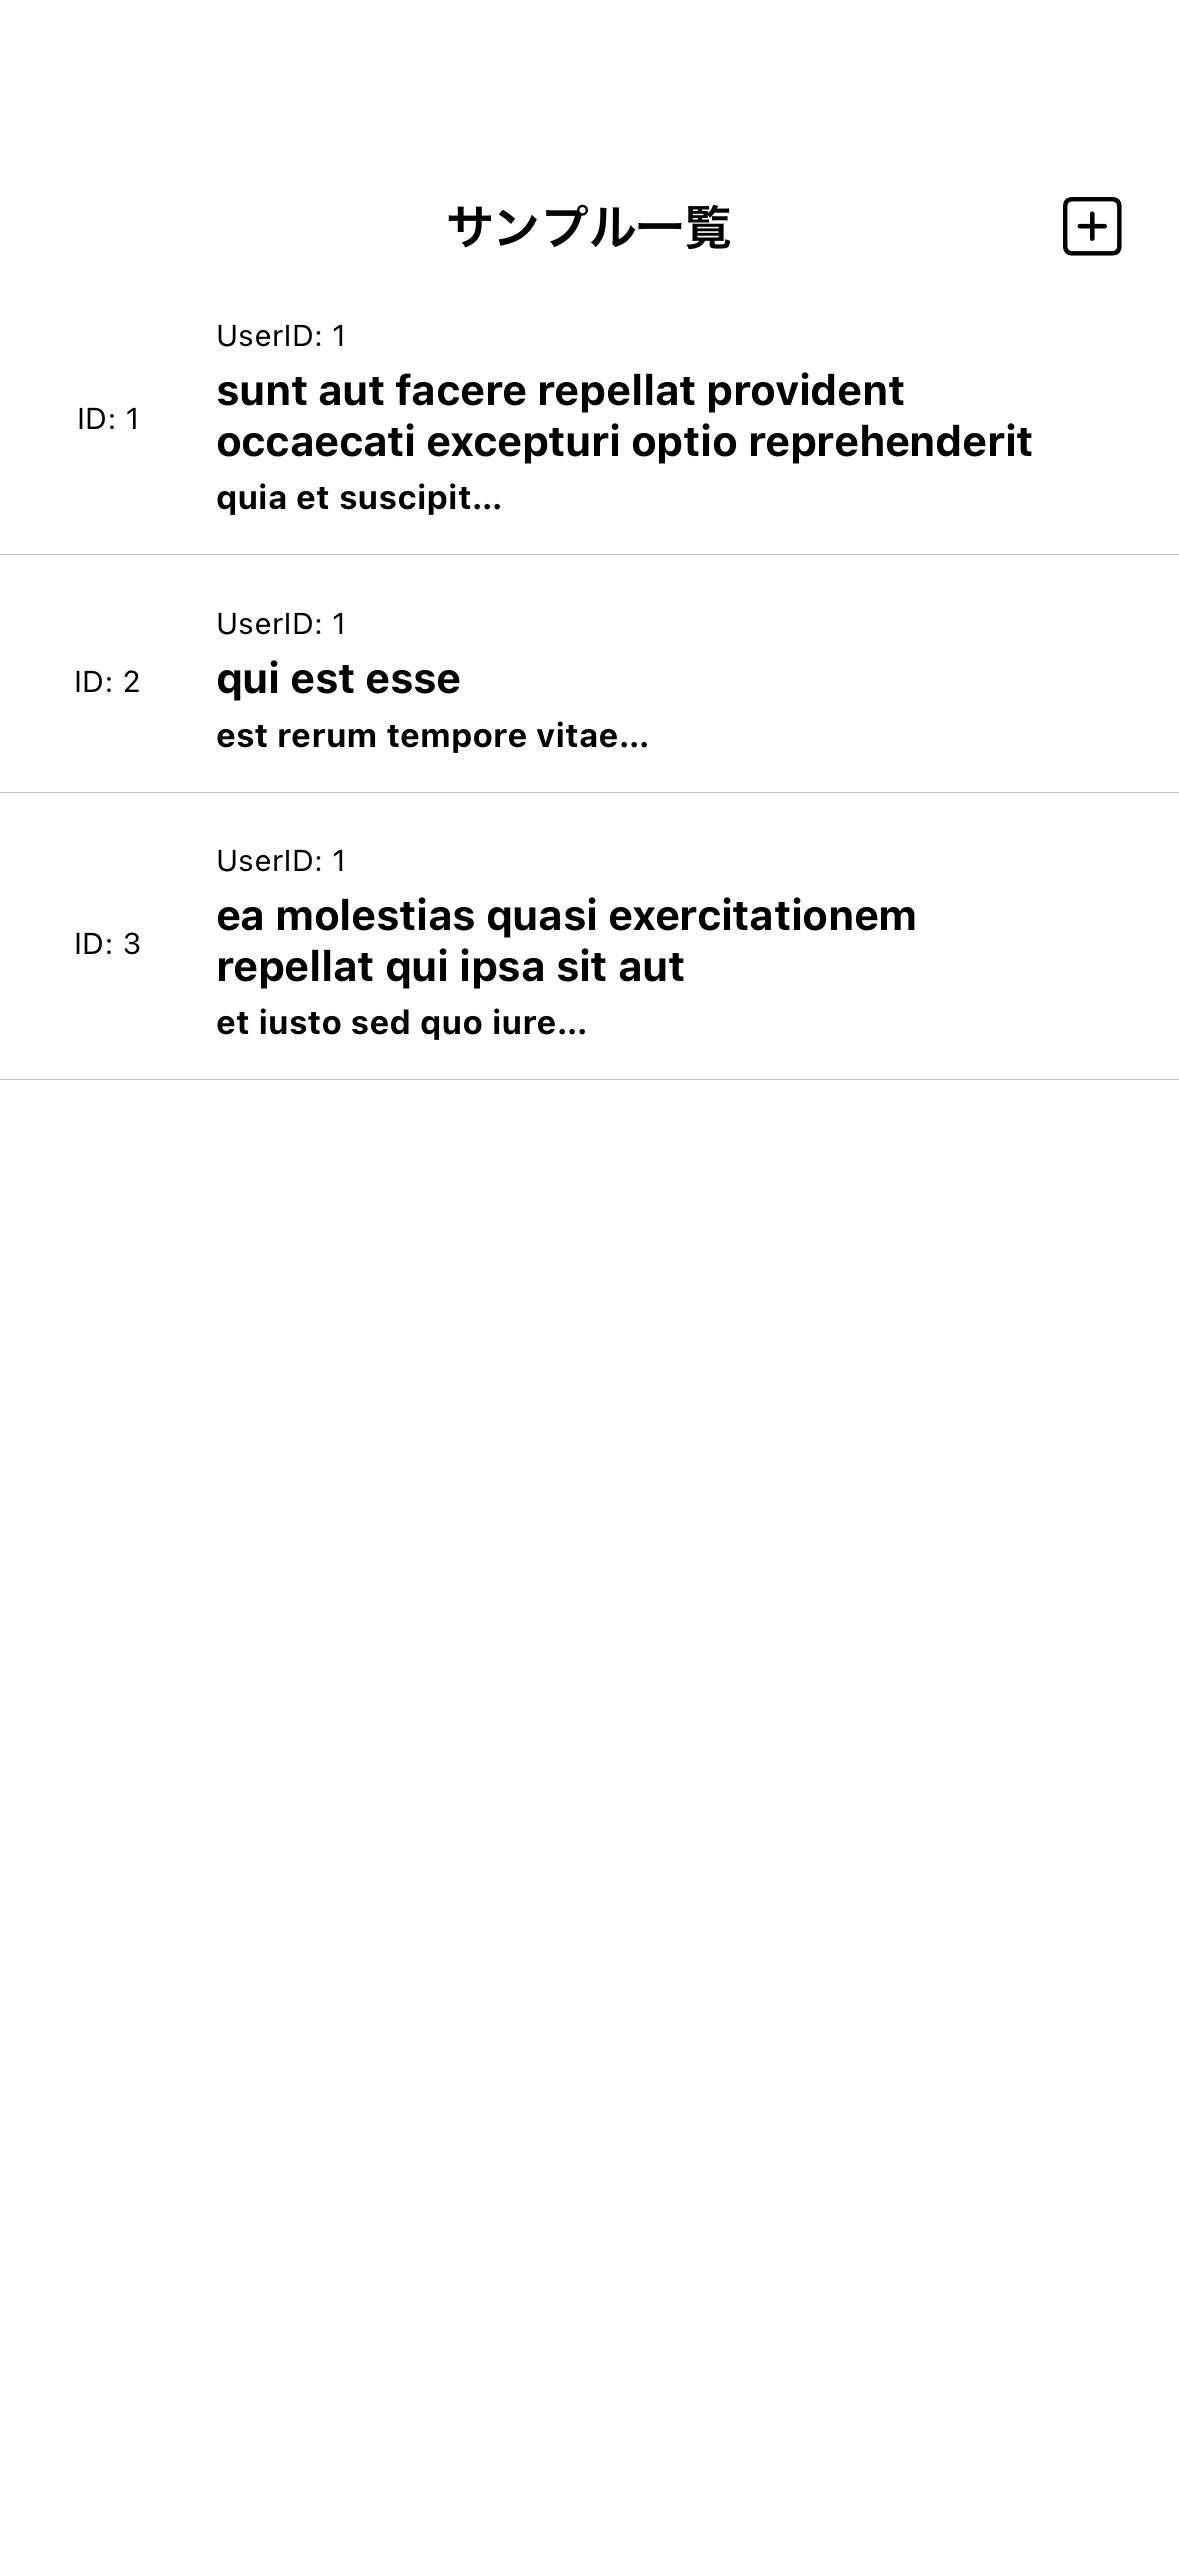 サンプル一覧
UserID: 1
ID: 1
sunt aut facere repellat provident
occaecati excepturi optio reprehenderit
quia et suscipit...
UserID: 1
ID: 2
qui est esse
est rerum tempore vitae...
UserID: 1
ID: 3
ea molestias quasi exercitationem
repellat qui ipsa sit aut
et iusto sed quo iure...